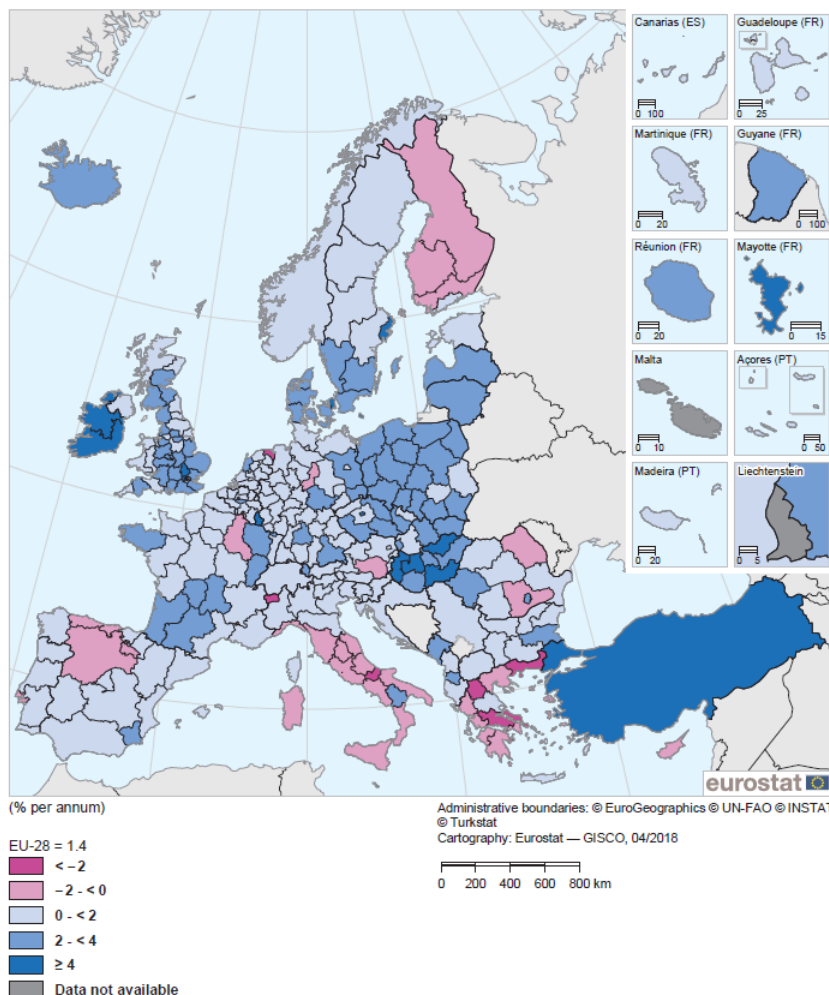 Canarias (ES)
0 100
Guadeloupe (FR)
0 25
Martinique (FR)
0 20
Guyane (FR)
0 100
Réunion (FR)
0 20
Mayotte (FR)
0 15
Malta
0 10
Açores (PT)
0 50
Madeira (PT)
0 20
Liechtenstein
0 5
eurostat
(% per annum)
Administrative boundaries: © EuroGeographics © UN-FAO © INSTAT
© Turkstat
Cartography: Eurostat — GISCO, 04/2018
0 200 400 600 800 km
EU-28 = 1.4
< −2
−2 - < 0
0 - < 2
2 - < 4
≥ 4
Data not available